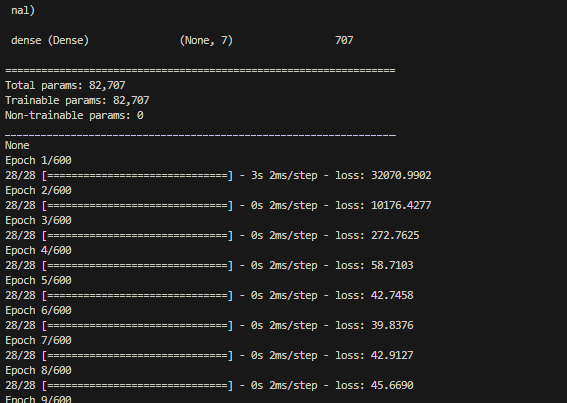 nal)
dense (Dense) (None, 7) 707
=================================================================
Total params: 82,707
Trainable params: 82,707
Non-trainable params: 0
_________________________________________________________________
None
Epoch 1/600
28/28 [==============================] - 3s 2ms/step - loss: 32070.9902
Epoch 2/600
28/28 [==============================] - 0s 2ms/step - loss: 10176.4277
Epoch 3/600
28/28 [==============================] - 0s 2ms/step - loss: 272.7625
Epoch 4/600
28/28 [==============================] - 0s 2ms/step - loss: 58.7103
Epoch 5/600
28/28 [==============================] - 0s 2ms/step - loss: 42.7458
Epoch 6/600
28/28 [==============================] - 0s 2ms/step - loss: 39.8376
Epoch 7/600
28/28 [==============================] - 0s 2ms/step - loss: 42.9127
Epoch 8/600
28/28 [==============================] - 0s 2ms/step - loss: 45.6690
Epoch 9/600